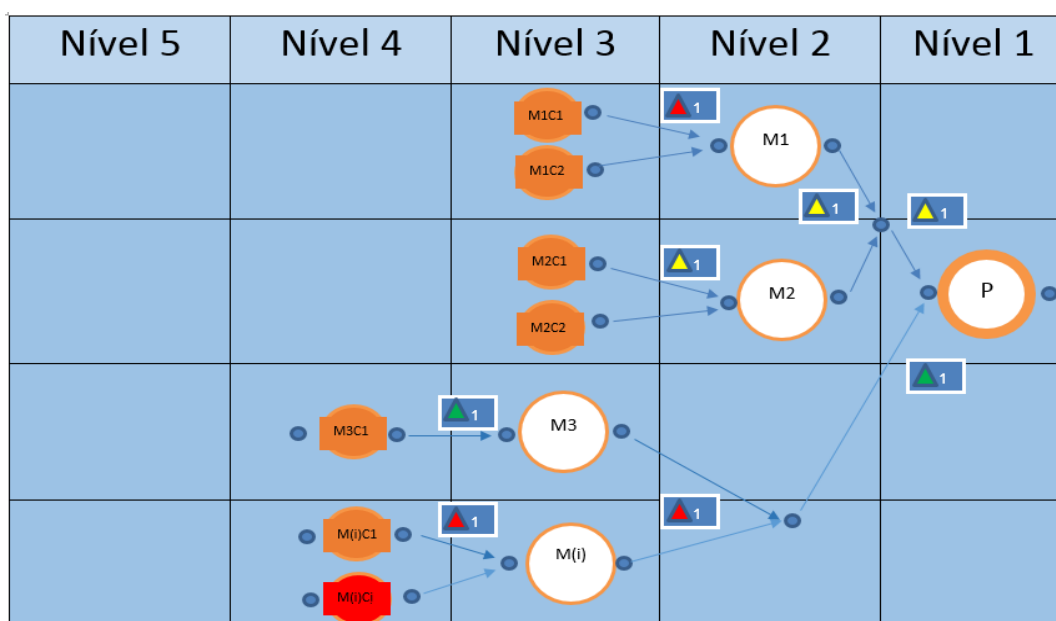 Nível 5 Nível 4 Nível 3 Nível 2 Nível 1
M1C1 1 M1
M1C2
1 1
M2C1 1 M2 P
M2C2
1
M3C1 1 M3
M(i)C1 1 M(i) 1
M(i)Ci